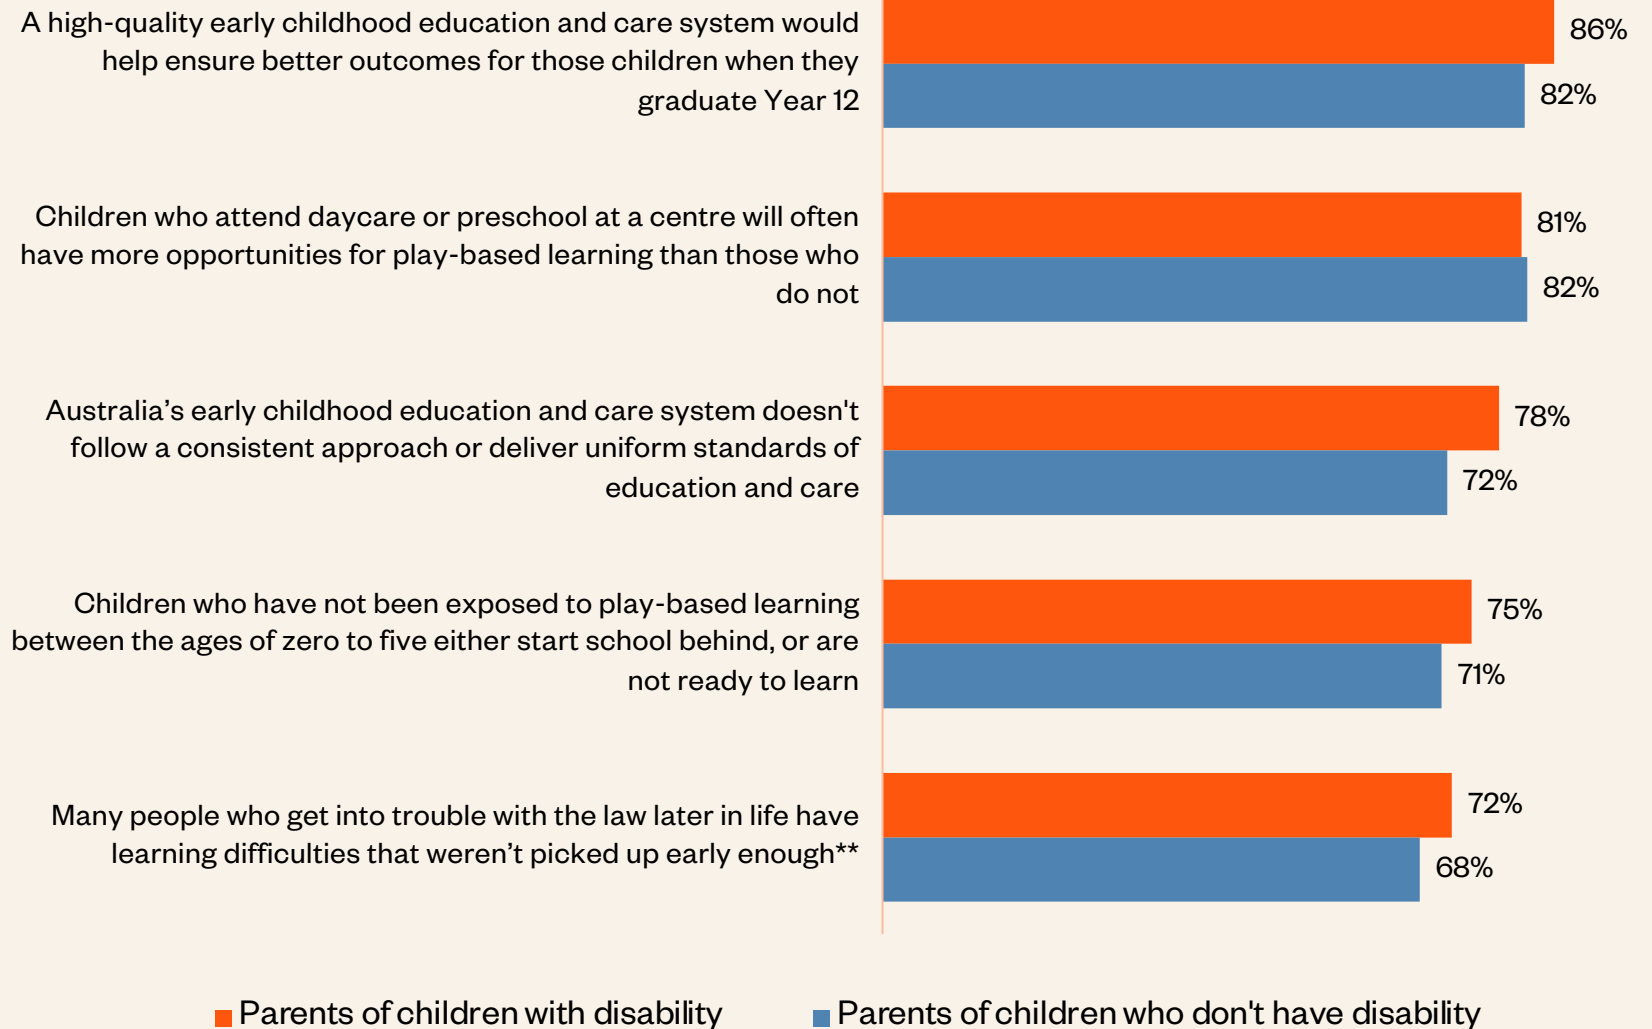 A high-quality early childhood education and care system would
help ensure better outcomes for those children when they
graduate Year 12
86%
82%
Children who attend daycare or preschool at a centre will often
have more opportunities for play-based learning than those who
do not
81%
82%
Australia’s early childhood education and care system doesn't
follow a consistent approach or deliver uniform standards of
education and care
78%
72%
Children who have not been exposed to play-based learning
between the ages of zero to five either start school behind, or are
not ready to learn
75%
71%
Many people who get into trouble with the law later in life have
learning difficulties that weren’t picked up early enough**
72%
68%
Parents of children with disability
Parents of children who don't have disability